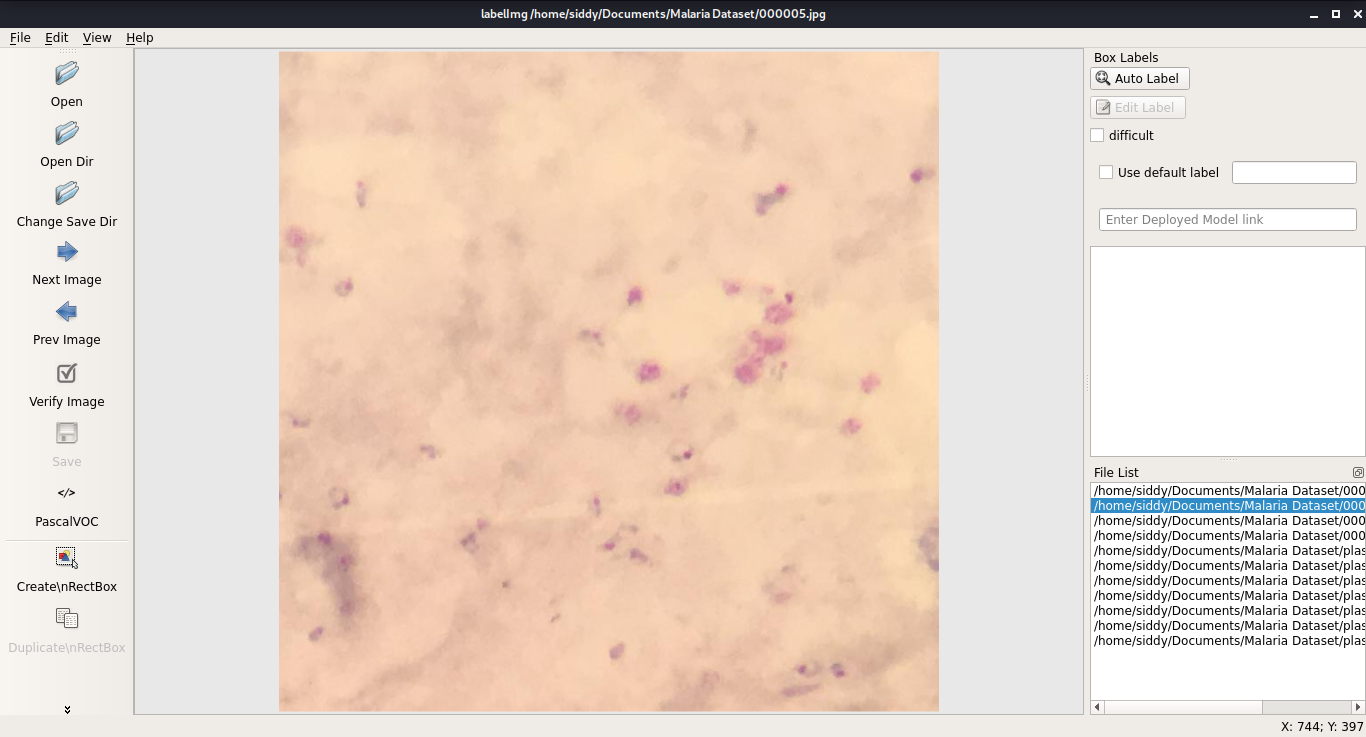 labelImg /home/siddy/Documents/Malaria Dataset/000005.jpg
File Edit View Help
Open
Open Dir
Change Save Dir
Next Image
Prev Image
Verify Image
Save
</>
PascalVOC
Create\nRectBox
Duplicate\nRectBox
Box Labels
Auto Label
Edit Label
difficult
Use default label
Enter Deployed Model link
File List
/home/siddy/Documents/Malaria Dataset/000
/home/siddy/Documents/Malaria Dataset/000
/home/siddy/Documents/Malaria Dataset/000
/home/siddy/Documents/Malaria Dataset/000
/home/siddy/Documents/Malaria Dataset/plas
/home/siddy/Documents/Malaria Dataset/plas
/home/siddy/Documents/Malaria Dataset/plas
/home/siddy/Documents/Malaria Dataset/plas
/home/siddy/Documents/Malaria Dataset/plas
/home/siddy/Documents/Malaria Dataset/plas
/home/siddy/Documents/Malaria Dataset/plas
X: 744; Y: 397